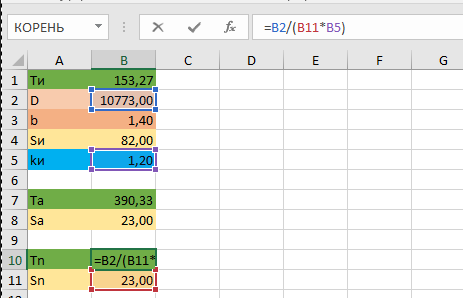 КОРЕНЬ fx =B2/(B11*B5)
A B C D E F G
1 Tи 153,27
2 D 10773,00
3 b 1,40
4 Sи 82,00
5 kи 1,20
6
7 Ta 390,33
8 Sa 23,00
9
10 Tn =B2/(B11*
11 Sn 23,00